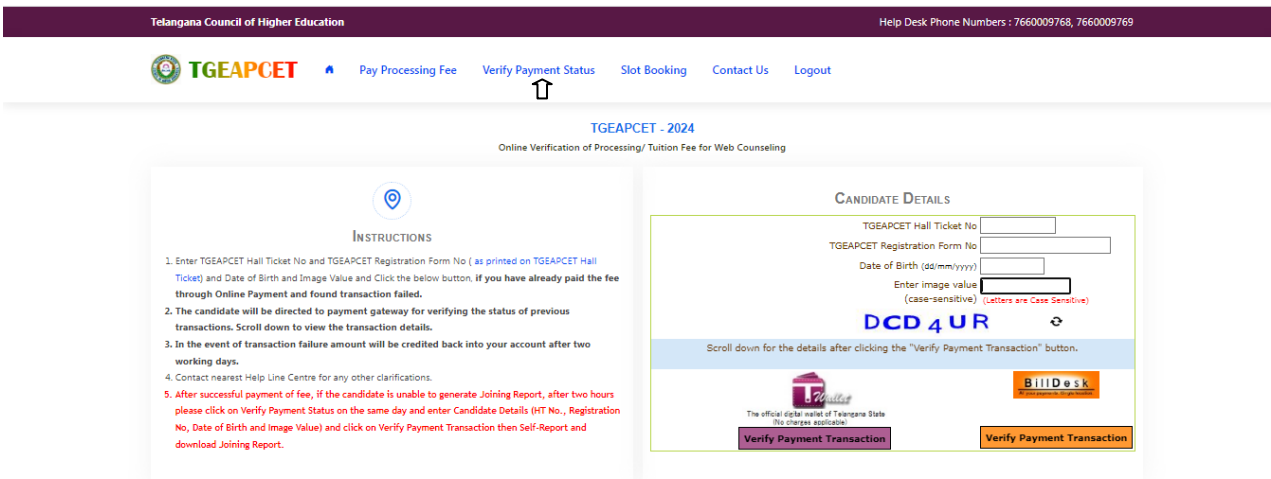 Telangana Council of Higher Education
Help Desk Phone Numbers : 7660009768, 7660009769
TGEAPCET
Pay Processing Fee
Verify Payment Status
Slot Booking
Contact Us
Logout
TGEAPCET - 2024
Online Verification of Processing/ Tuition Fee for Web Counseling
INSTRUCTIONS
1. Enter TGEAPCET Hall Ticket No and TGEAPCET Registration Form No ( as printed on TGEAPCET Hall
Ticket) and Date of Birth and Image Value and Click the below button, if you have already paid the fee
through Online Payment and found transaction failed.
2. The candidate will be directed to payment gateway for verifying the status of previous
transactions. Scroll down to view the transaction details.
3. In the event of transaction failure amount will be credited back into your account after two
working days.
4. Contact nearest Help Line Centre for any other clarifications.
5. After successful payment of fee, if the candidate is unable to generate Joining Report, after two hours
please click on Verify Payment Status on the same day and enter Candidate Details (HT No., Registration
No, Date of Birth and Image Value) and click on Verify Payment Transaction then Self-Report and
download Joining Report.
CANDIDATE DETAILS
TGEAPCET Hall Ticket No
TGEAPCET Registration Form No
Date of Birth (dd/mm/yyyy)
Enter image value
(case-sensitive) (Letters are Case Sensitive)
DCD4UR
Scroll down for the details after clicking the "Verify Payment Transaction" button.
T Wallet
The official digital wallet of Telangana State
(No charges applicable)
Verify Payment Transaction
BillDesk
Verify Payment Transaction